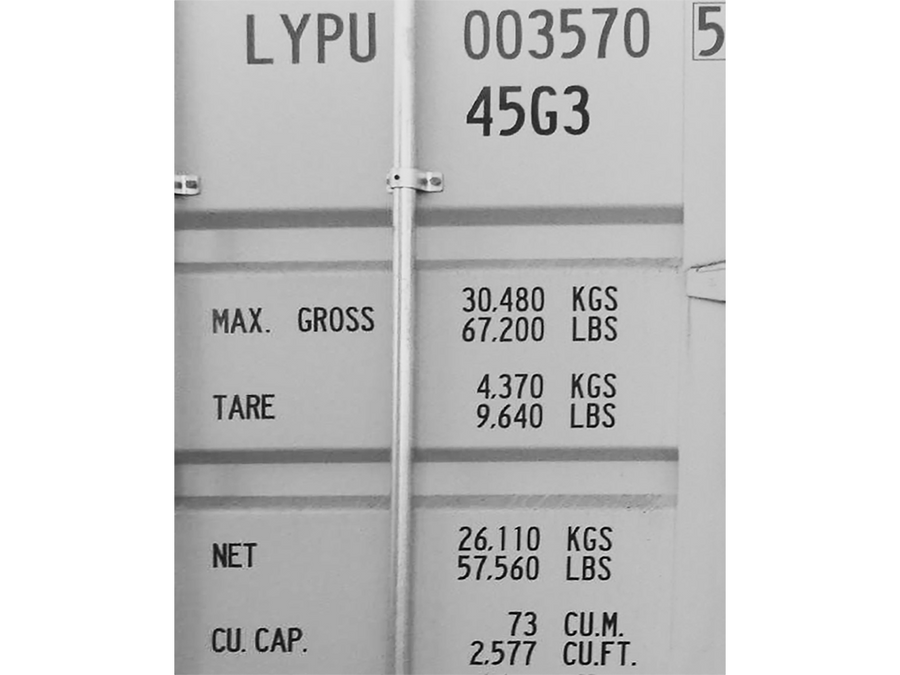 LYPU 003570 5
45G3
MAX. GROSS 30,480 KGS
67,200 LBS
TARE 4,370 KGS
9,640 LBS
NET 26,110 KGS
57,560 LBS
CU. CAP. 73 CU.M.
2,577 CU.FT.